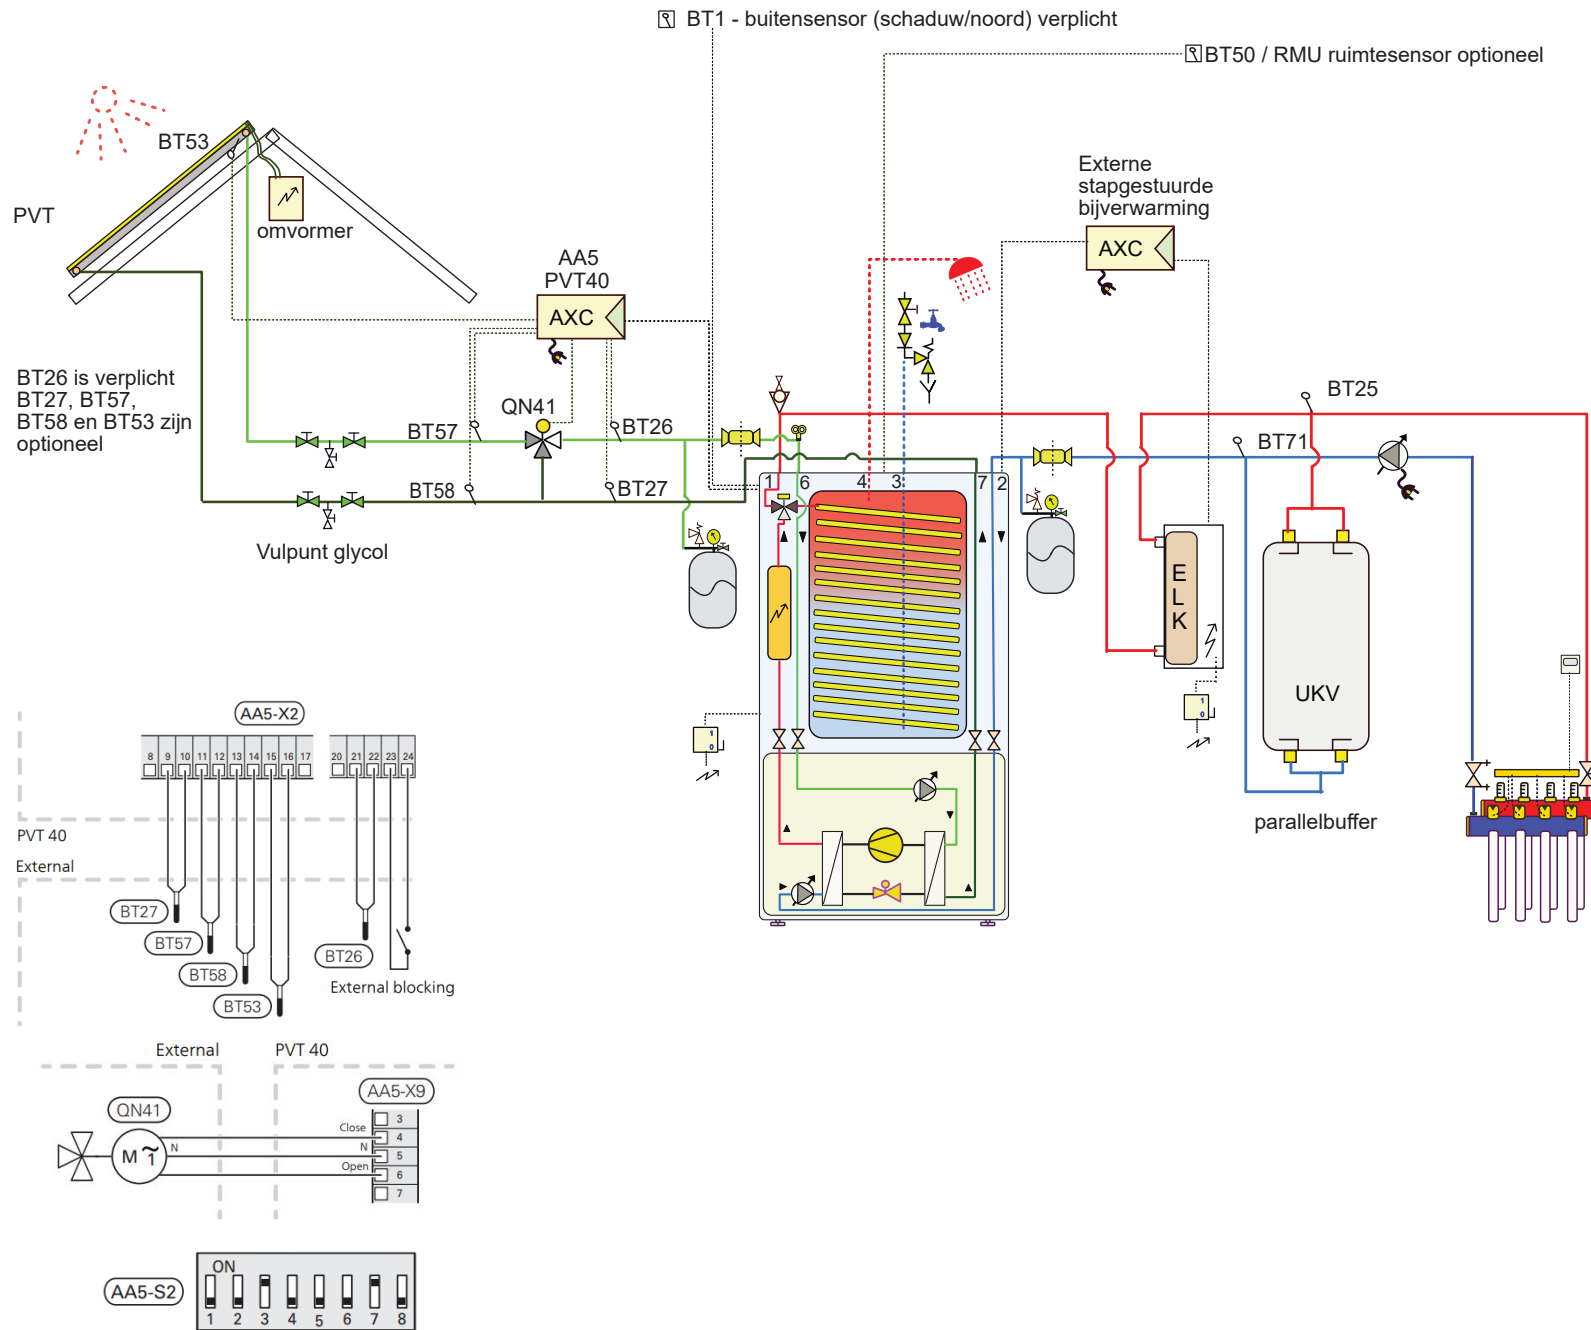 BT1 - buitensensor (schaduw/noord) verplicht
BT50 / RMU ruimtesensor optioneel
BT53
PVT
omvormer
AA5
PVT40
AXC
Externe
stapgestuurde
bijverwarming
AXC
BT26 is verplicht
BT27, BT57,
BT58 en BT53 zijn
optioneel
QN41
BT57
BT26
BT58
BT27
Vulpunt glycol
BT25
BT71
1 6 4 3 7 2
E
L
K
UKV
parallelbuffer
1
0
1
0
AA5-X2
8 9 10 11 12 13 14 15 16 17
20 21 22 23 24
PVT 40
External
BT27
BT57
BT58
BT53
BT26
External blocking
External
PVT 40
QN41
M 1
N
AA5-X9
Close
N
Open
3
4
5
6
7
AA5-S2
ON
1 2 3 4 5 6 7 8